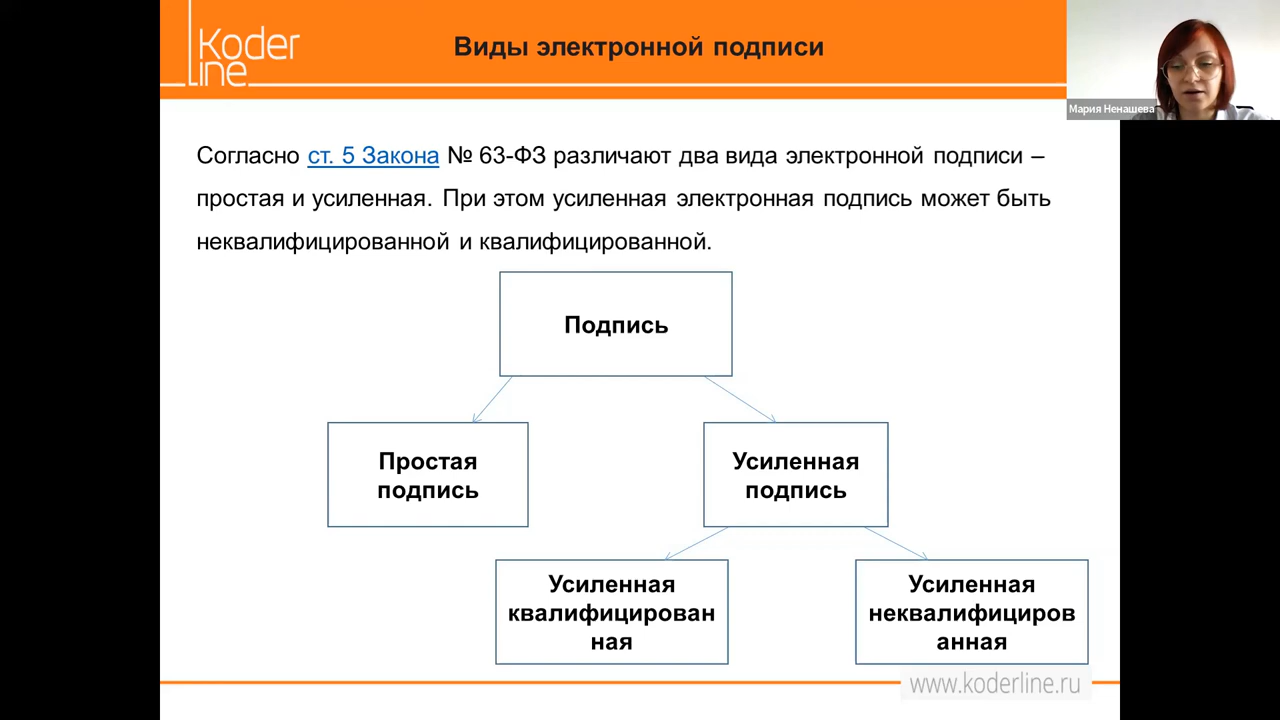 Koder
line
Виды электронной подписи
Мария Ненашева
Согласно ст. 5 Закона № 63-ФЗ различают два вида электронной подписи –
простая и усиленная. При этом усиленная электронная подпись может быть
неквалифицированной и квалифицированной.
Подпись
Простая
подпись
Усиленная
подпись
Усиленная
квалифицирован
ная
Усиленная
неквалифициров
анная
www.koderline.ru